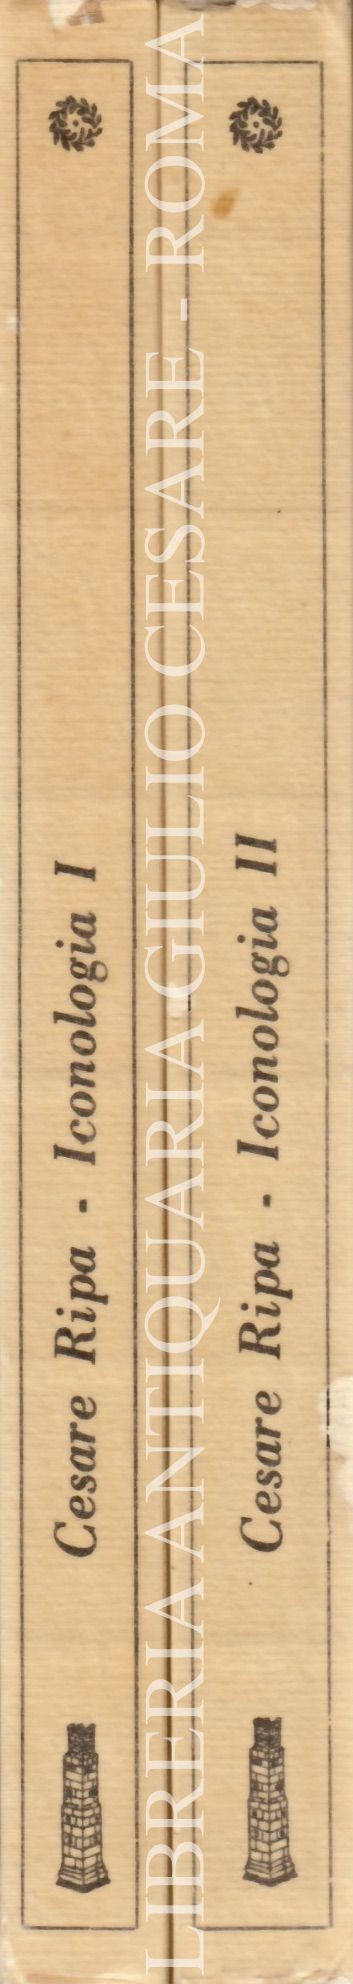 Cesare Ripa - Iconologia I
LIBRERIA ANTIQUARIA GIULIO CESARE - ROMA
Cesare Ripa - Iconologia II